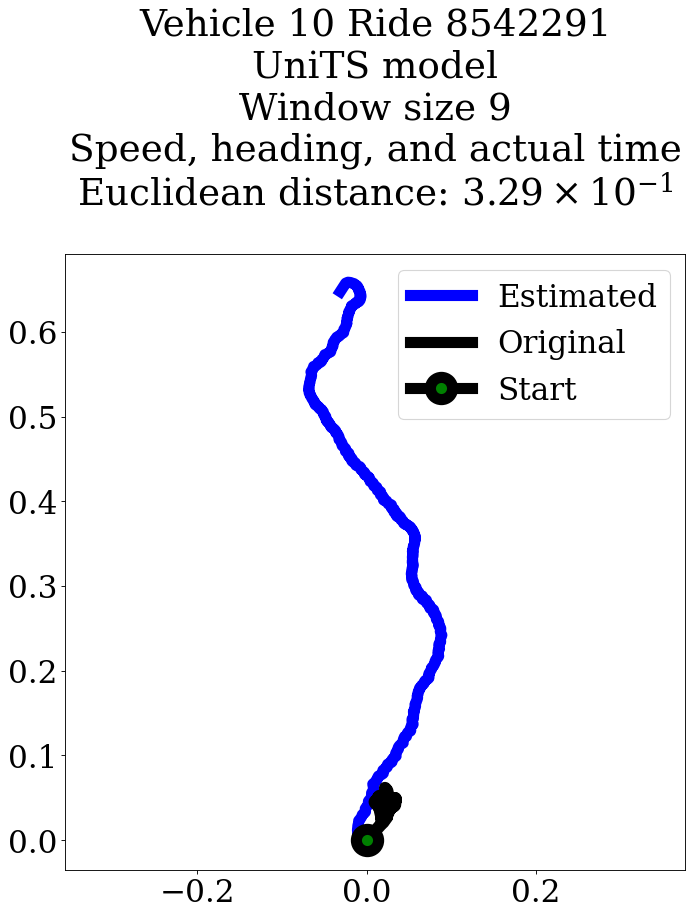 Vehicle 10 Ride 8542291
UniTS model
Window size 9
Speed, heading, and actual time
Euclidean distance: 3.29 × 10⁻¹
Estimated
Original
Start
0.6
0.5
0.4
0.3
0.2
0.1
0.0
−0.2
0.0
0.2